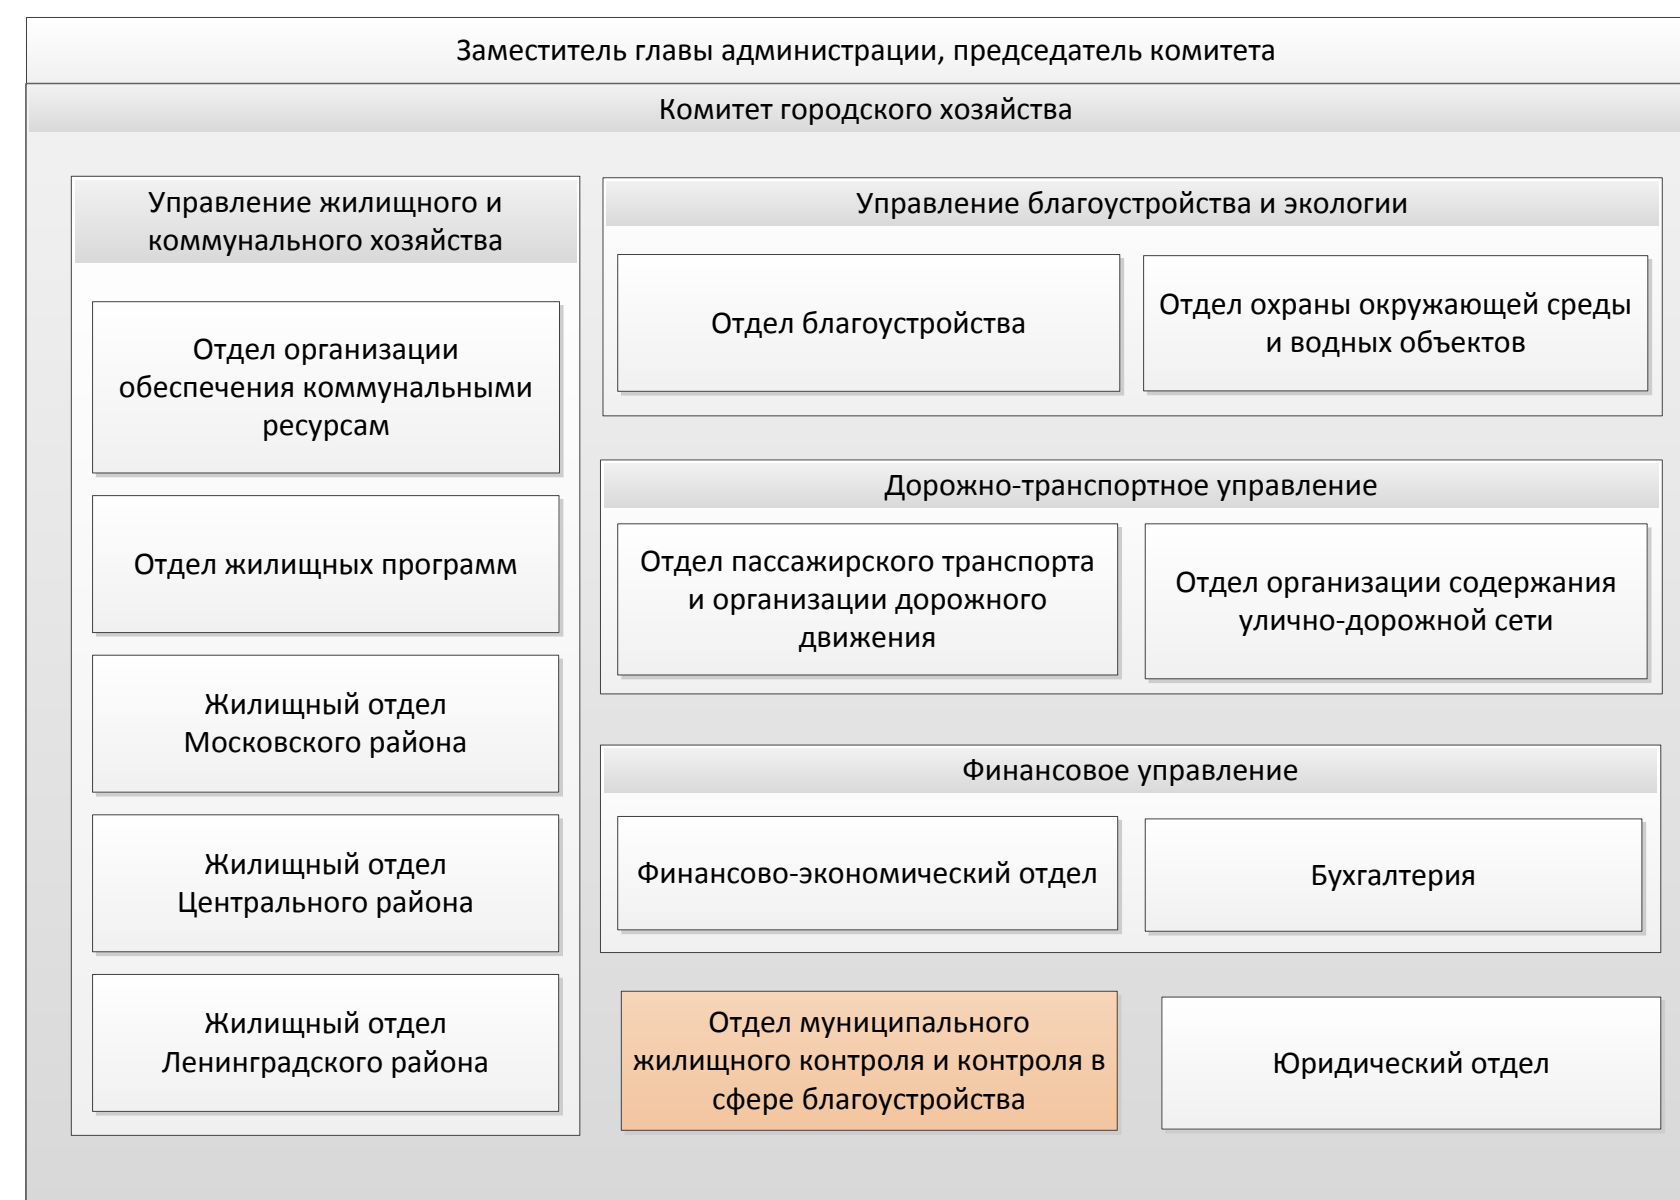 Заместитель главы администрации, председатель комитета
Комитет городского хозяйства
Управление жилищного и
коммунального хозяйства
Отдел организации
обеспечения коммунальными
ресурсам
Отдел жилищных программ
Жилищный отдел
Московского района
Жилищный отдел
Центрального района
Жилищный отдел
Ленинградского района
Управление благоустройства и экологии
Отдел благоустройства
Отдел охраны окружающей среды
и водных объектов
Дорожно-транспортное управление
Отдел пассажирского транспорта
и организации дорожного
движения
Отдел организации содержания
улично-дорожной сети
Финансовое управление
Финансово-экономический отдел
Бухгалтерия
Отдел муниципального
жилищного контроля и контроля в
сфере благоустройства
Юридический отдел